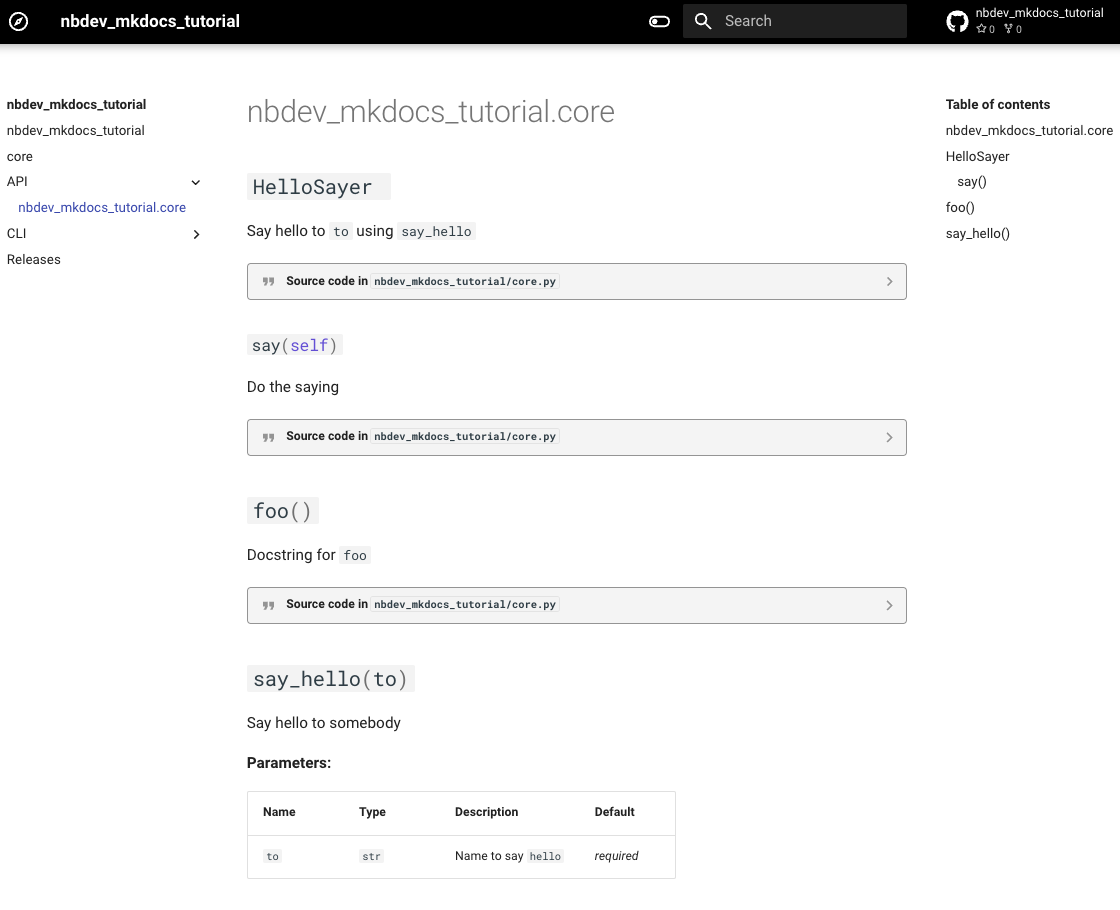 nbdev_mkdocs_tutorial
Search
nbdev_mkdocs_tutorial
0 0
nbdev_mkdocs_tutorial
nbdev_mkdocs_tutorial
core
API
nbdev_mkdocs_tutorial.core
CLI
Releases
nbdev_mkdocs_tutorial.core
HelloSayer
Say hello to to using say_hello
Source code in nbdev_mkdocs_tutorial/core.py
say(self)
Do the saying
Source code in nbdev_mkdocs_tutorial/core.py
foo()
Docstring for foo
Source code in nbdev_mkdocs_tutorial/core.py
say_hello(to)
Say hello to somebody
Parameters:
Name Type Description Default
to str Name to say hello required
Table of contents
nbdev_mkdocs_tutorial.core
HelloSayer
say()
foo()
say_hello()